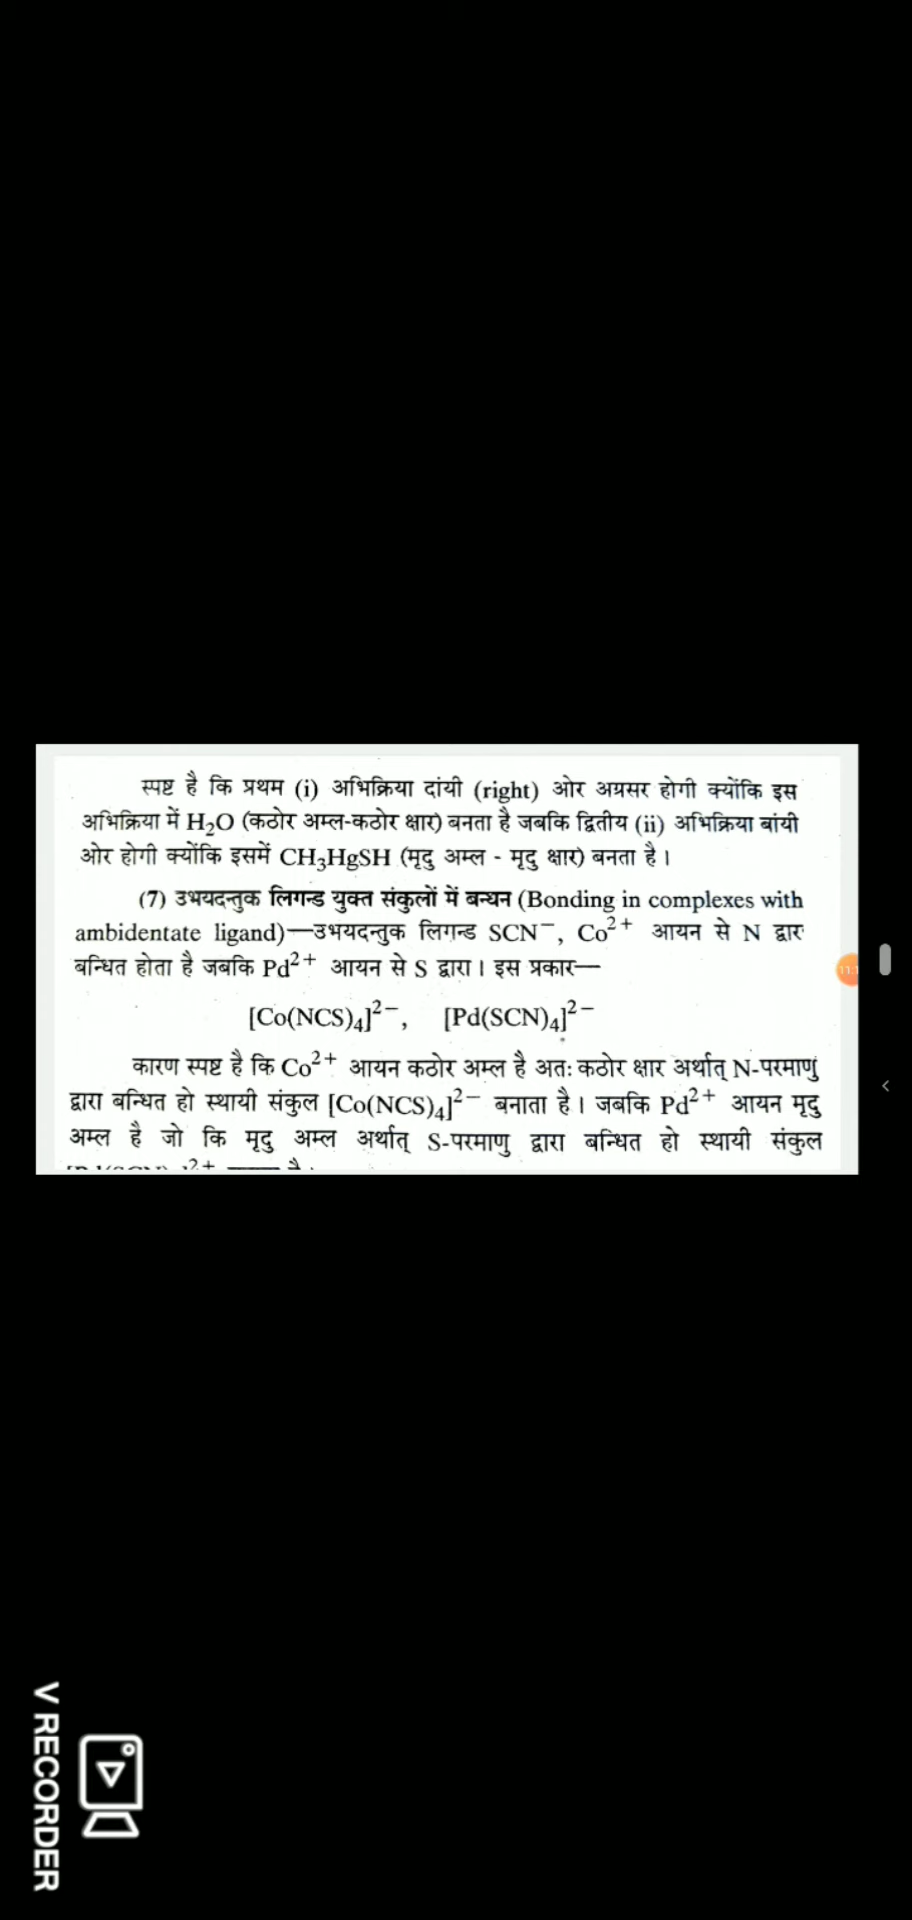 स्पष्ट है कि प्रथम (i) अभिक्रिया दांयी (right) ओर अग्रसर होगी क्योंकि इस
अभिक्रिया में H₂O (कठोर अम्ल-कठोर क्षार) बनता है जबकि द्वितीय (ii) अभिक्रिया बांयी
ओर होगी क्योंकि इसमें CH₃HgSH (मृदु अम्ल - मृदु क्षार) बनता है।
(7) उभयदन्तुक लिगन्ड युक्त संकुलों में बन्धन (Bonding in complexes with
ambidentate ligand)—उभयदन्तुक लिगन्ड SCN⁻, Co²⁺ आयन से N द्वार
बन्धित होता है जबकि Pd²⁺ आयन से S द्वारा। इस प्रकार—
[Co(NCS)₄]²⁻, [Pd(SCN)₄]²⁻
कारण स्पष्ट है कि Co²⁺ आयन कठोर अम्ल है अतः कठोर क्षार अर्थात् N-परमाणु
द्वारा बन्धित हो स्थायी संकुल [Co(NCS)₄]²⁻ बनाता है। जबकि Pd²⁺ आयन मृदु
अम्ल है जो कि मृदु अम्ल अर्थात् S-परमाणु द्वारा बन्धित हो स्थायी संकुल
V RECORDER